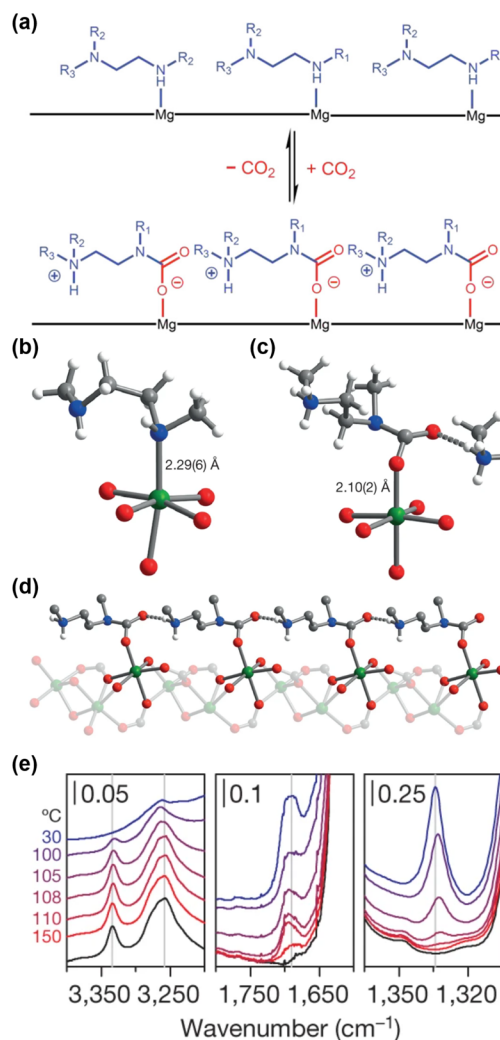 (a)
R2 R2 R2
R3 N N R2 R3 N N R1 R3 N N R1
H H H
Mg Mg Mg
− CO2 + CO2
R1 R1 R1
R2 O R2 O R2 O
R3 N N R3 N N R3 N N
⊕ H O ⊖ ⊕ H O ⊖ ⊕ H O ⊖
Mg Mg Mg
(b)
2.29(6) Å
(c)
2.10(2) Å
(d)
(e)
0.05 0.1 0.25
ºC
30
100
105
108
110
150
3,350 3,250 1,750 1,650 1,350 1,320
Wavenumber (cm⁻¹)